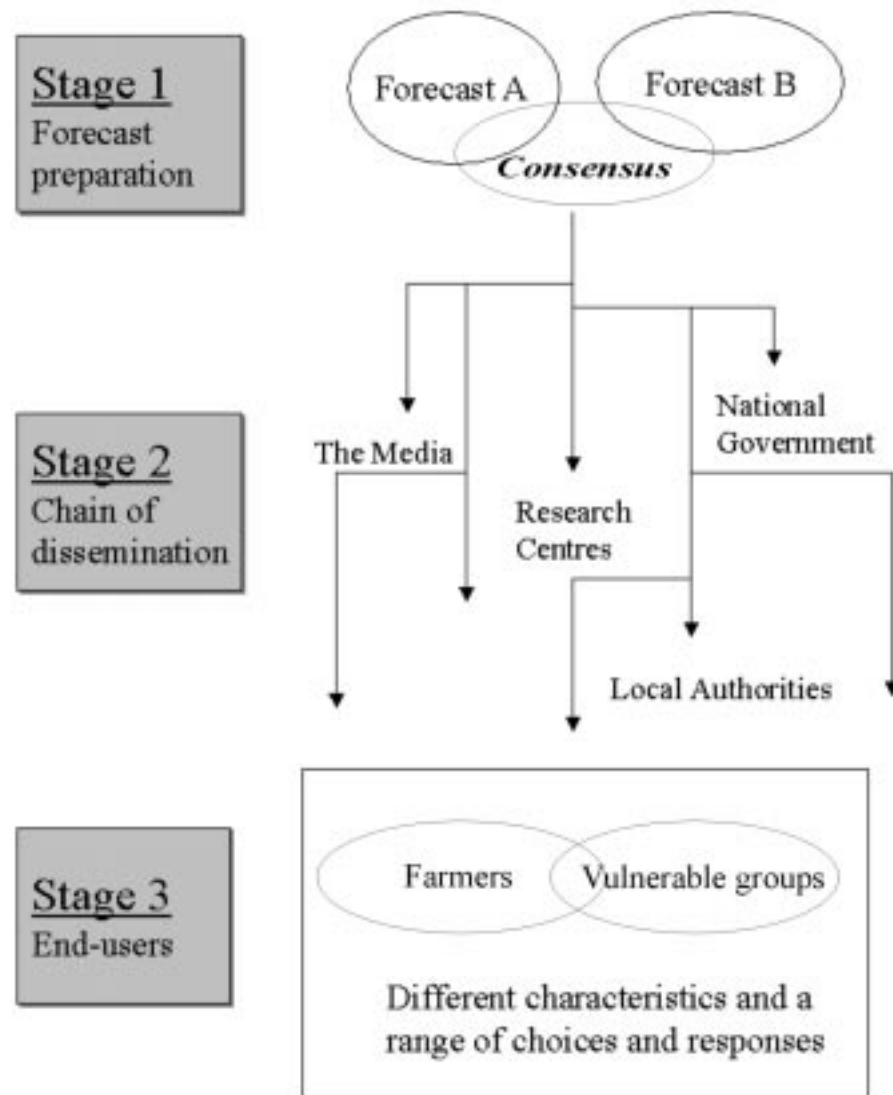 Stage 1
Forecast
preparation
Forecast A
Forecast B
Consensus
Stage 2
Chain of
dissemination
The Media
National
Government
Research
Centres
Local Authorities
Stage 3
End-users
Farmers
Vulnerable groups
Different characteristics and a
range of choices and responses